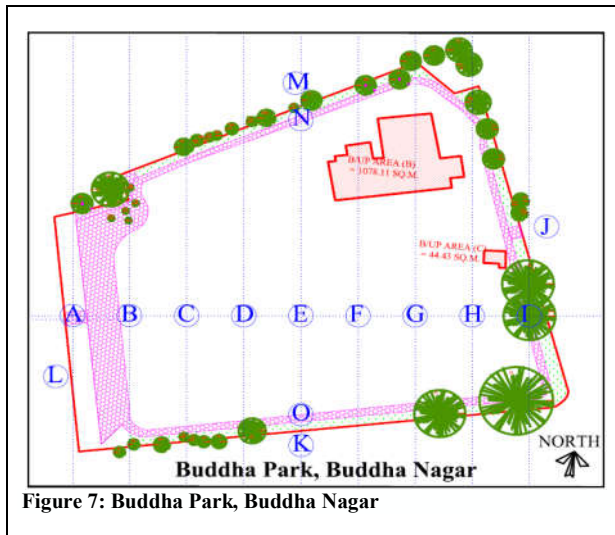 M
N
B/UP AREA (B)
= 1078.11 SQ.M.
J
B/UP AREA (C)
= 44.43 SQ.M.
A B C D E F G H I
L
O
K
NORTH
Buddha Park, Buddha Nagar
Figure 7: Buddha Park, Buddha Nagar